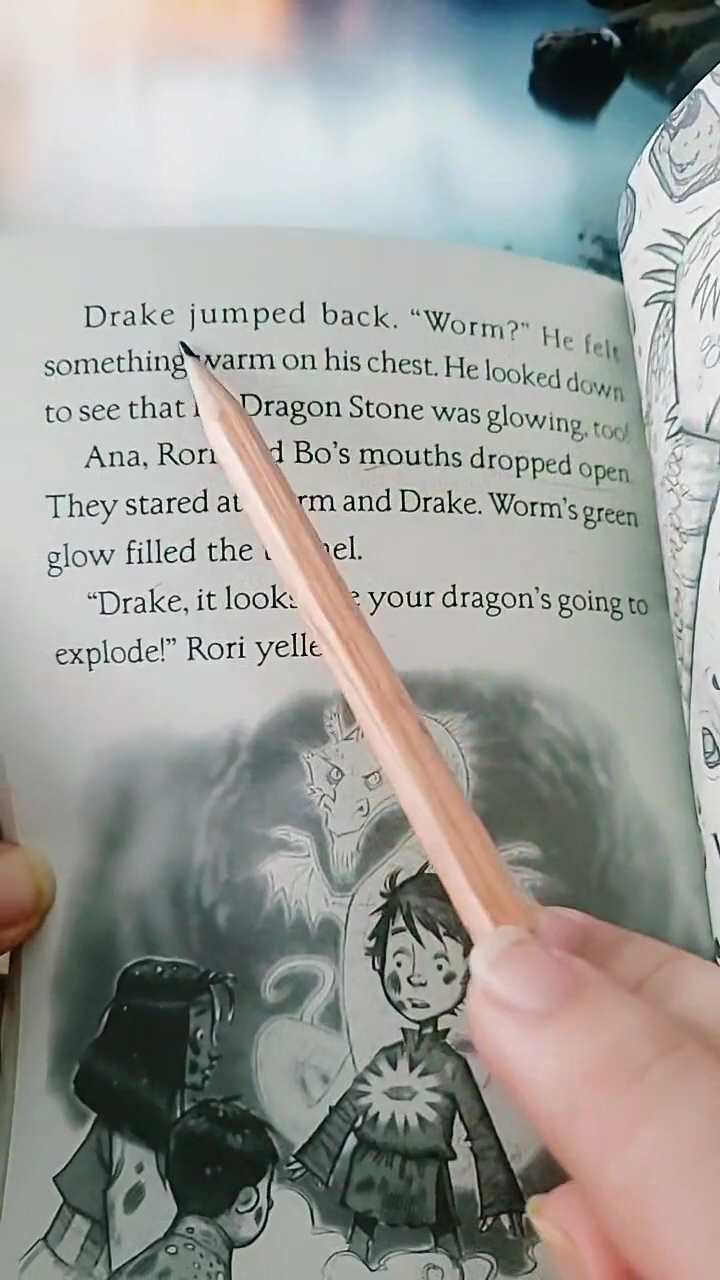 Drake jumped back. “Worm?” He felt
something warm on his chest. He looked down
to see that Dragon Stone was glowing, too!
Ana, Rori Bo’s mouths dropped open
They stared at and Drake. Worm’s green
glow filled the
“Drake, it looks your dragon’s going to
explode!” Rori